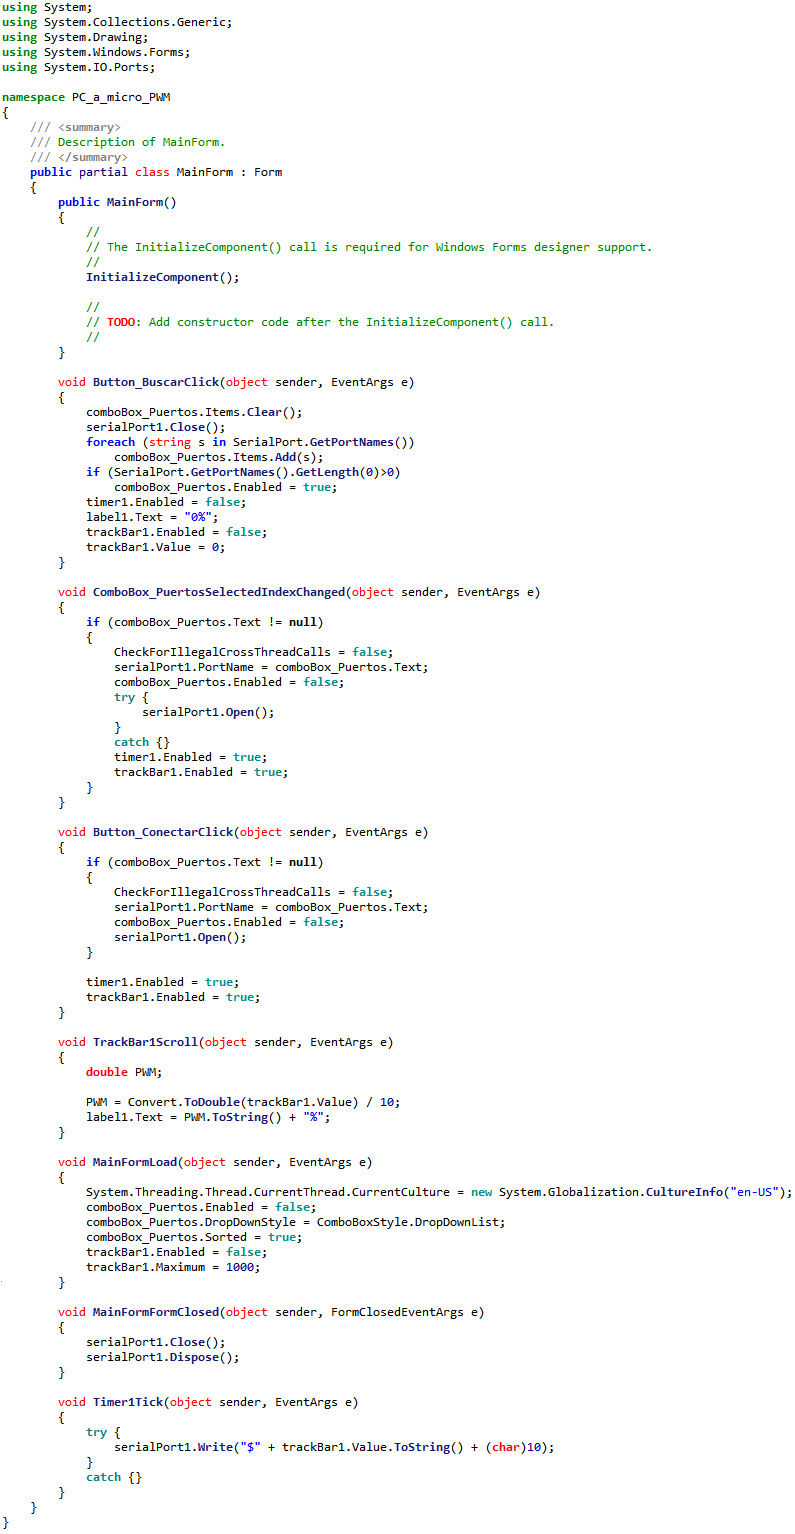 using System;
using System.Collections.Generic;
using System.Drawing;
using System.Windows.Forms;
using System.IO.Ports;

namespace PC_a_micro_PWM
{
    /// <summary>
    /// Description of MainForm.
    /// </summary>
    public partial class MainForm : Form
    {
        public MainForm()
        {
            //
            // The InitializeComponent() call is required for Windows Forms designer support.
            //
            InitializeComponent();

            //
            // TODO: Add constructor code after the InitializeComponent() call.
            //
        }

        void Button_BuscarClick(object sender, EventArgs e)
        {
            comboBox_Puertos.Items.Clear();
            serialPort1.Close();
            foreach (string s in SerialPort.GetPortNames())
                comboBox_Puertos.Items.Add(s);
            if (SerialPort.GetPortNames().GetLength(0)>0)
                comboBox_Puertos.Enabled = true;
            timer1.Enabled = false;
            label1.Text = "0%";
            trackBar1.Enabled = false;
            trackBar1.Value = 0;
        }

        void ComboBox_PuertosSelectedIndexChanged(object sender, EventArgs e)
        {
            if (comboBox_Puertos.Text != null)
            {
                CheckForIllegalCrossThreadCalls = false;
                serialPort1.PortName = comboBox_Puertos.Text;
                comboBox_Puertos.Enabled = false;
                try {
                    serialPort1.Open();
                }
                catch {}
                timer1.Enabled = true;
                trackBar1.Enabled = true;
            }
        }

        void Button_ConectarClick(object sender, EventArgs e)
        {
            if (comboBox_Puertos.Text != null)
            {
                CheckForIllegalCrossThreadCalls = false;
                serialPort1.PortName = comboBox_Puertos.Text;
                comboBox_Puertos.Enabled = false;
                serialPort1.Open();
            }

            timer1.Enabled = true;
            trackBar1.Enabled = true;
        }

        void TrackBar1Scroll(object sender, EventArgs e)
        {
            double PWM;

            PWM = Convert.ToDouble(trackBar1.Value) / 10;
            label1.Text = PWM.ToString() + "%";
        }

        void MainFormLoad(object sender, EventArgs e)
        {
            System.Threading.Thread.CurrentThread.CurrentCulture = new System.Globalization.CultureInfo("en-US");
            comboBox_Puertos.Enabled = false;
            comboBox_Puertos.DropDownStyle = ComboBoxStyle.DropDownList;
            comboBox_Puertos.Sorted = true;
            trackBar1.Enabled = false;
            trackBar1.Maximum = 1000;
        }

        void MainFormFormClosed(object sender, FormClosedEventArgs e)
        {
            serialPort1.Close();
            serialPort1.Dispose();
        }

        void Timer1Tick(object sender, EventArgs e)
        {
            try {
                serialPort1.Write("$" + trackBar1.Value.ToString() + (char)10);
            }
            catch {}
        }
    }
}